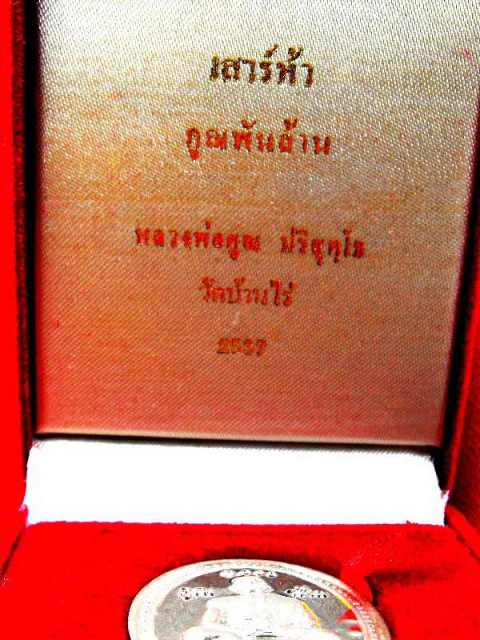 เสาร์ห้า
คูณพันล้าน
หลวงพ่อคูณ ปริสุทฺโธ
วัดบ้านไร่
2537